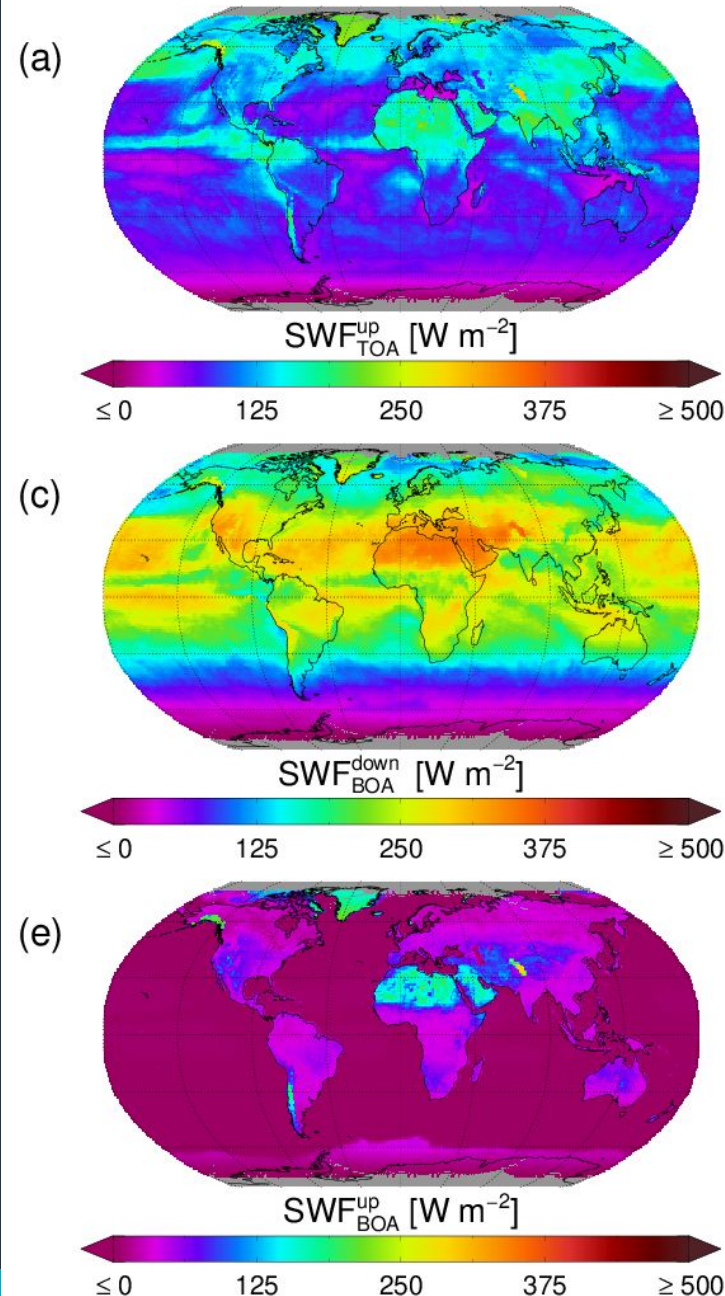 (a)
SWF^up_TOA [W m−2]
≤ 0 125 250 375 ≥ 500
(c)
SWF^down_BOA [W m−2]
≤ 0 125 250 375 ≥ 500
(e)
SWF^up_BOA [W m−2]
≤ 0 125 250 375 ≥ 500